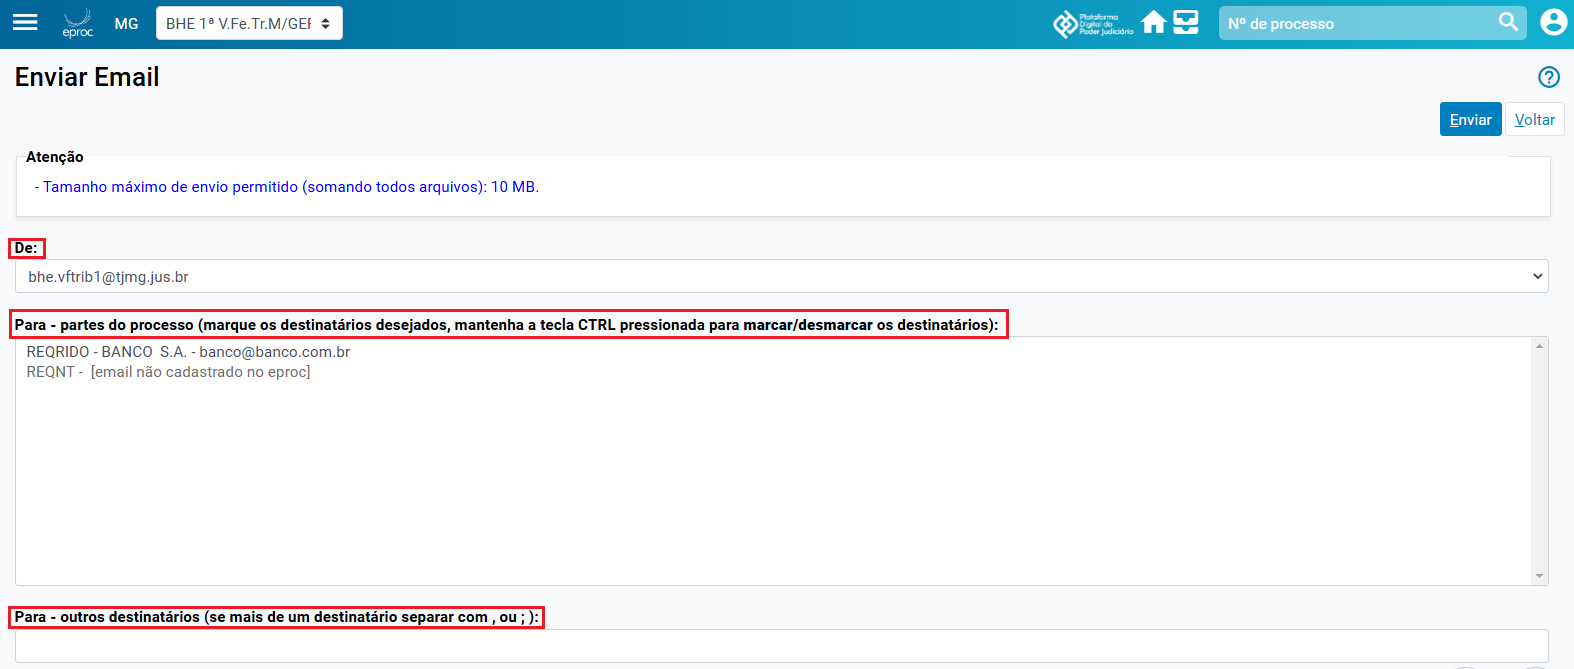 eproc
MG
BHE 1ª V.Fe.Tr.M/GEF
Plataforma
Digital do
Poder Judiciário
Nº de processo
Enviar Email
Enviar
Voltar
Atenção
- Tamanho máximo de envio permitido (somando todos arquivos): 10 MB.
De:
bhe.vftrib1@tjmg.jus.br
Para - partes do processo (marque os destinatários desejados, mantenha a tecla CTRL pressionada para marcar/desmarcar os destinatários):
REQRIDO - BANCO  S.A. - banco@banco.com.br
REQNT -  [email não cadastrado no eproc]
Para - outros destinatários (se mais de um destinatário separar com , ou ; ):